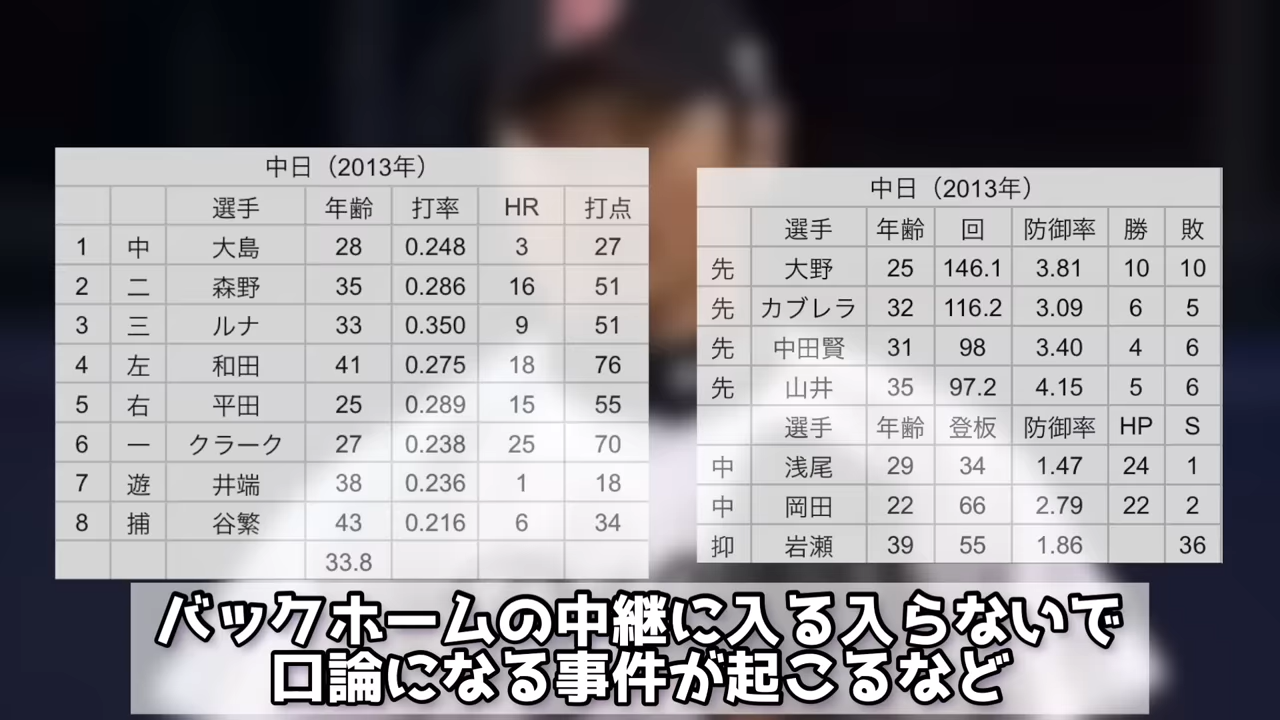 中日（2013年）
選手 年齢 打率 HR 打点
1 中 大島 28 0.248 3 27
2 二 森野 35 0.286 16 51
3 三 ルナ 33 0.350 9 51
4 左 和田 41 0.275 18 76
5 右 平田 25 0.289 15 55
6 一 クラーク 27 0.238 25 70
7 遊 井端 38 0.236 1 18
8 捕 谷繁 43 0.216 6 34
33.8
中日（2013年）
選手 年齢 回 防御率 勝 敗
先 大野 25 146.1 3.81 10 10
先 カブレラ 32 116.2 3.09 6 5
先 中田賢 31 98 3.40 4 6
先 山井 35 97.2 4.15 5 6
選手 年齢 登板 防御率 HP S
中 浅尾 29 34 1.47 24 1
中 岡田 22 66 2.79 22 2
抑 岩瀬 39 55 1.86 36
バックホームの中継に入る入らないで
口論になる事件が起こるなど